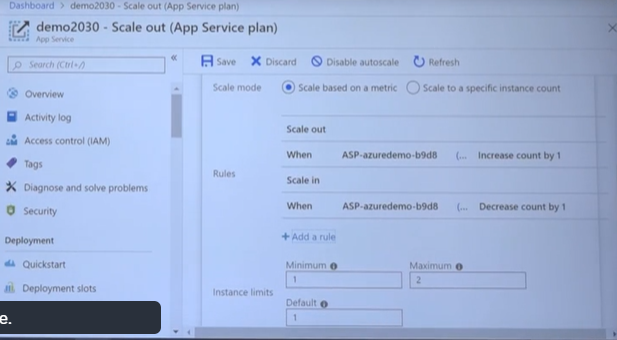 Dashboard > demo2030 - Scale out (App Service plan)
demo2030 - Scale out (App Service plan)
App Service
Search (Ctrl+/)
Save Discard Disable autoscale Refresh
Overview
Activity log
Access control (IAM)
Tags
Diagnose and solve problems
Security
Deployment
Quickstart
Deployment slots
e.
Scale mode Scale based on a metric Scale to a specific instance count
Rules
Scale out
When ASP-azuredemo-b9d8 (... Increase count by 1
Scale in
When ASP-azuredemo-b9d8 (... Decrease count by 1
+ Add a rule
Instance limits
Minimum Maximum
1 2
Default
1